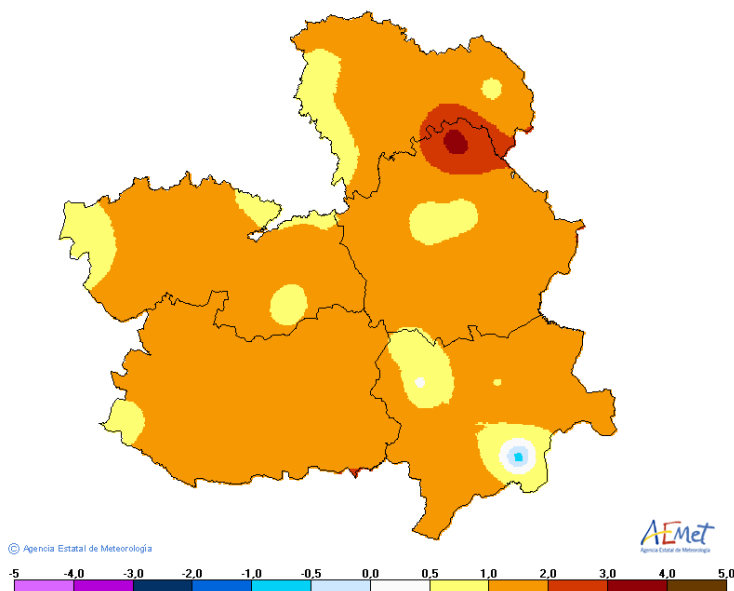 © Agencia Estatal de Meteorología
AEMet
Agencia Estatal de Meteorología
-5 -4,0 -3,0 -2,0 -1,0 -0,5 0,0 0,5 1,0 2,0 3,0 4,0 5,0